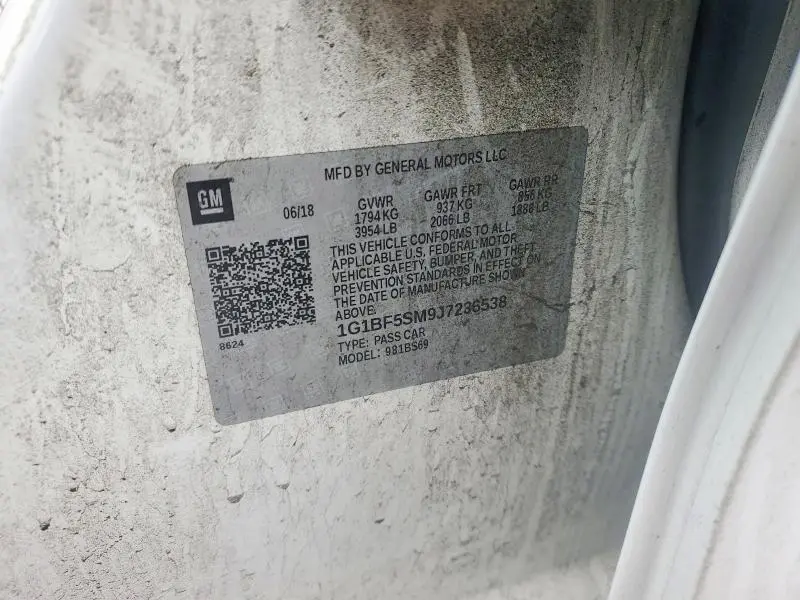 MFD BY GENERAL MOTORS LLC
GM
06/18
GVWR GAWR FRT GAWR RR
1794 KG 937 KG 856 KG
3954 LB 2066 LB 1888 LB
THIS VEHICLE CONFORMS TO ALL
APPLICABLE U.S. FEDERAL MOTOR
VEHICLE SAFETY, BUMPER, AND THEFT
PREVENTION STANDARDS IN EFFECT ON
THE DATE OF MANUFACTURE SHOWN
ABOVE.
1G1BF5SM9J7236538
TYPE: PASS CAR
MODEL: 981BS69
8624